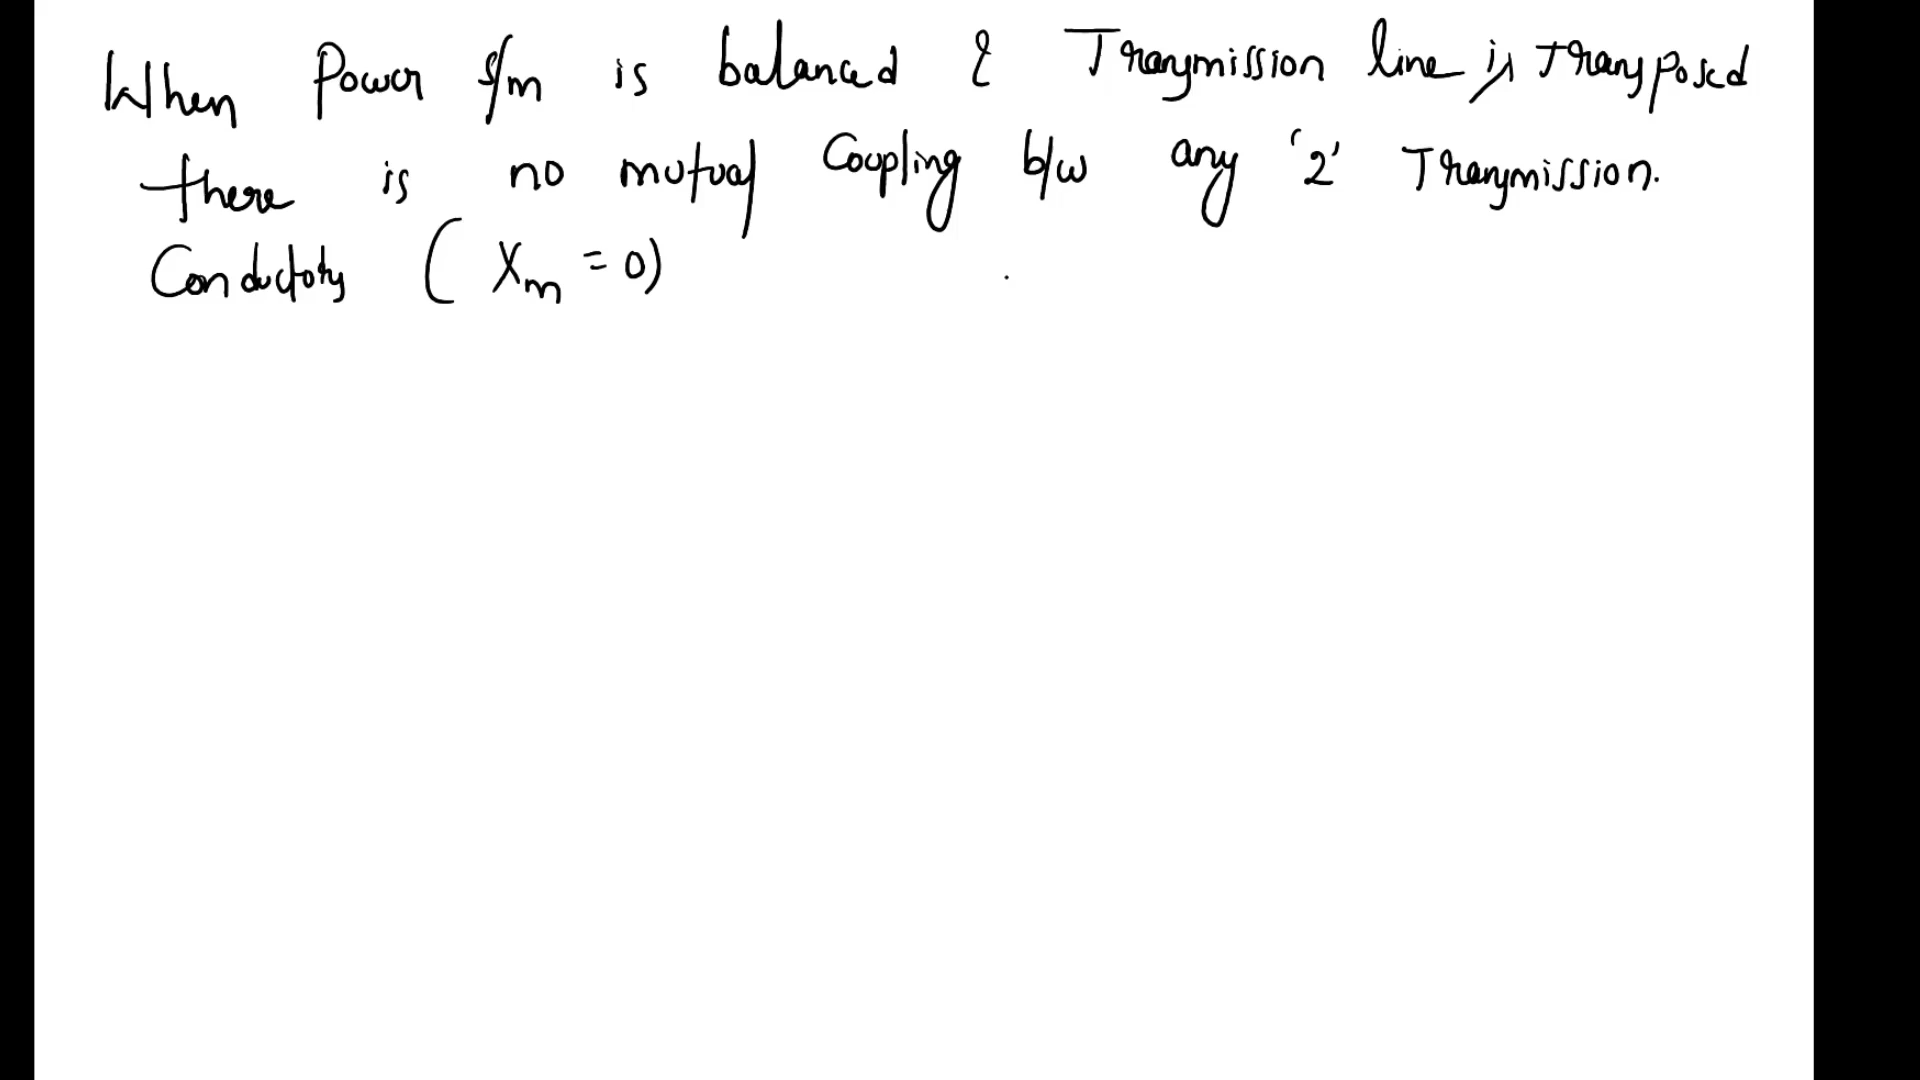 When Power s/m is balanced & Transmission line is transposed
there is no mutual Coupling b/w any '2' Transmission.
Conductors ( Xm = 0)